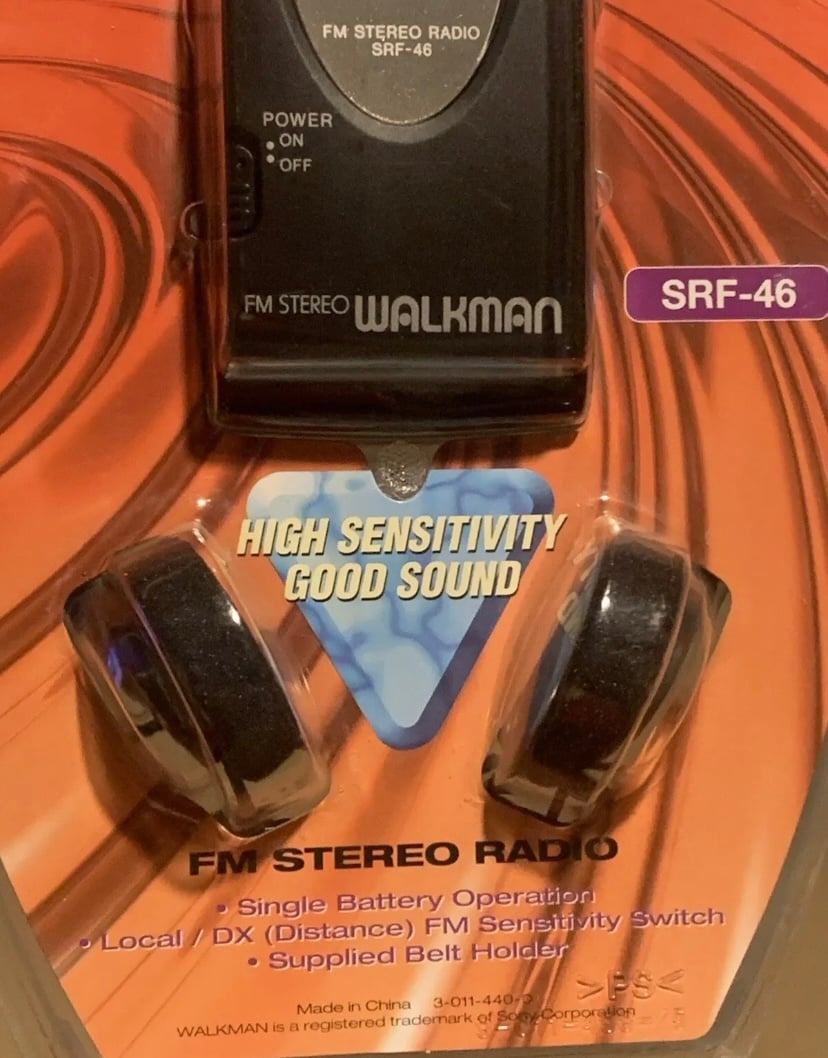 FM STEREO RADIO
SRF-46
POWER
ON
OFF
FM STEREO WALKMAN
SRF-46
HIGH SENSITIVITY
GOOD SOUND
FM STEREO RADIO
• Single Battery Operation
• Local / DX (Distance) FM Sensitivity Switch
• Supplied Belt Holder
>PS<
Made in China
WALKMAN is a registered trademark of Sony Corporation